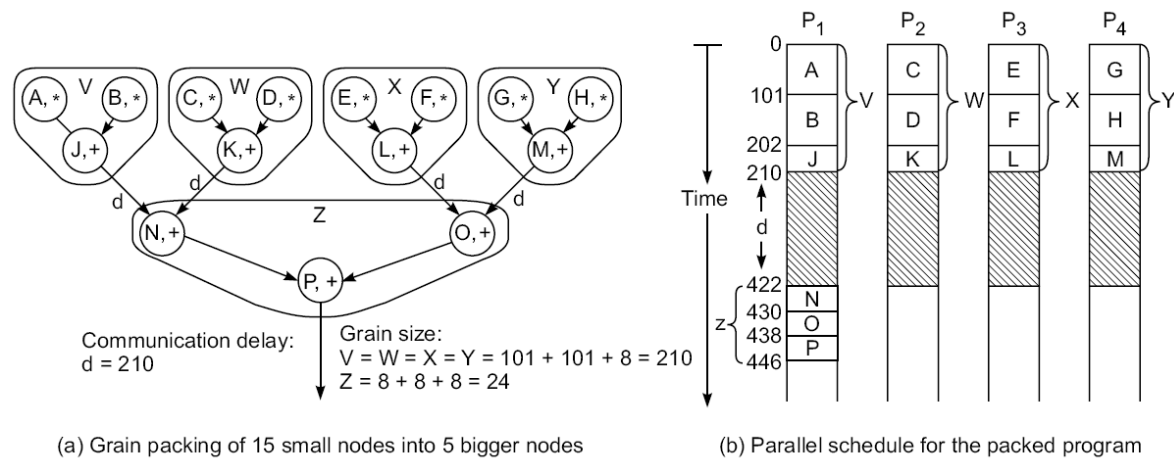 P1 P2 P3 P4
0
V W X Y
A, * B, * C, * D, * E, * F, * G, * H, *
A C E G
101
V W X Y
J, + K, + L, + M, +
B D F H
202
J K L M
210
d d d d
Time
Z
d
N, + O, +
P, +
422
N
430
z O
438
P
446
Communication delay:
d = 210
Grain size:
V = W = X = Y = 101 + 101 + 8 = 210
Z = 8 + 8 + 8 = 24
(a) Grain packing of 15 small nodes into 5 bigger nodes
(b) Parallel schedule for the packed program